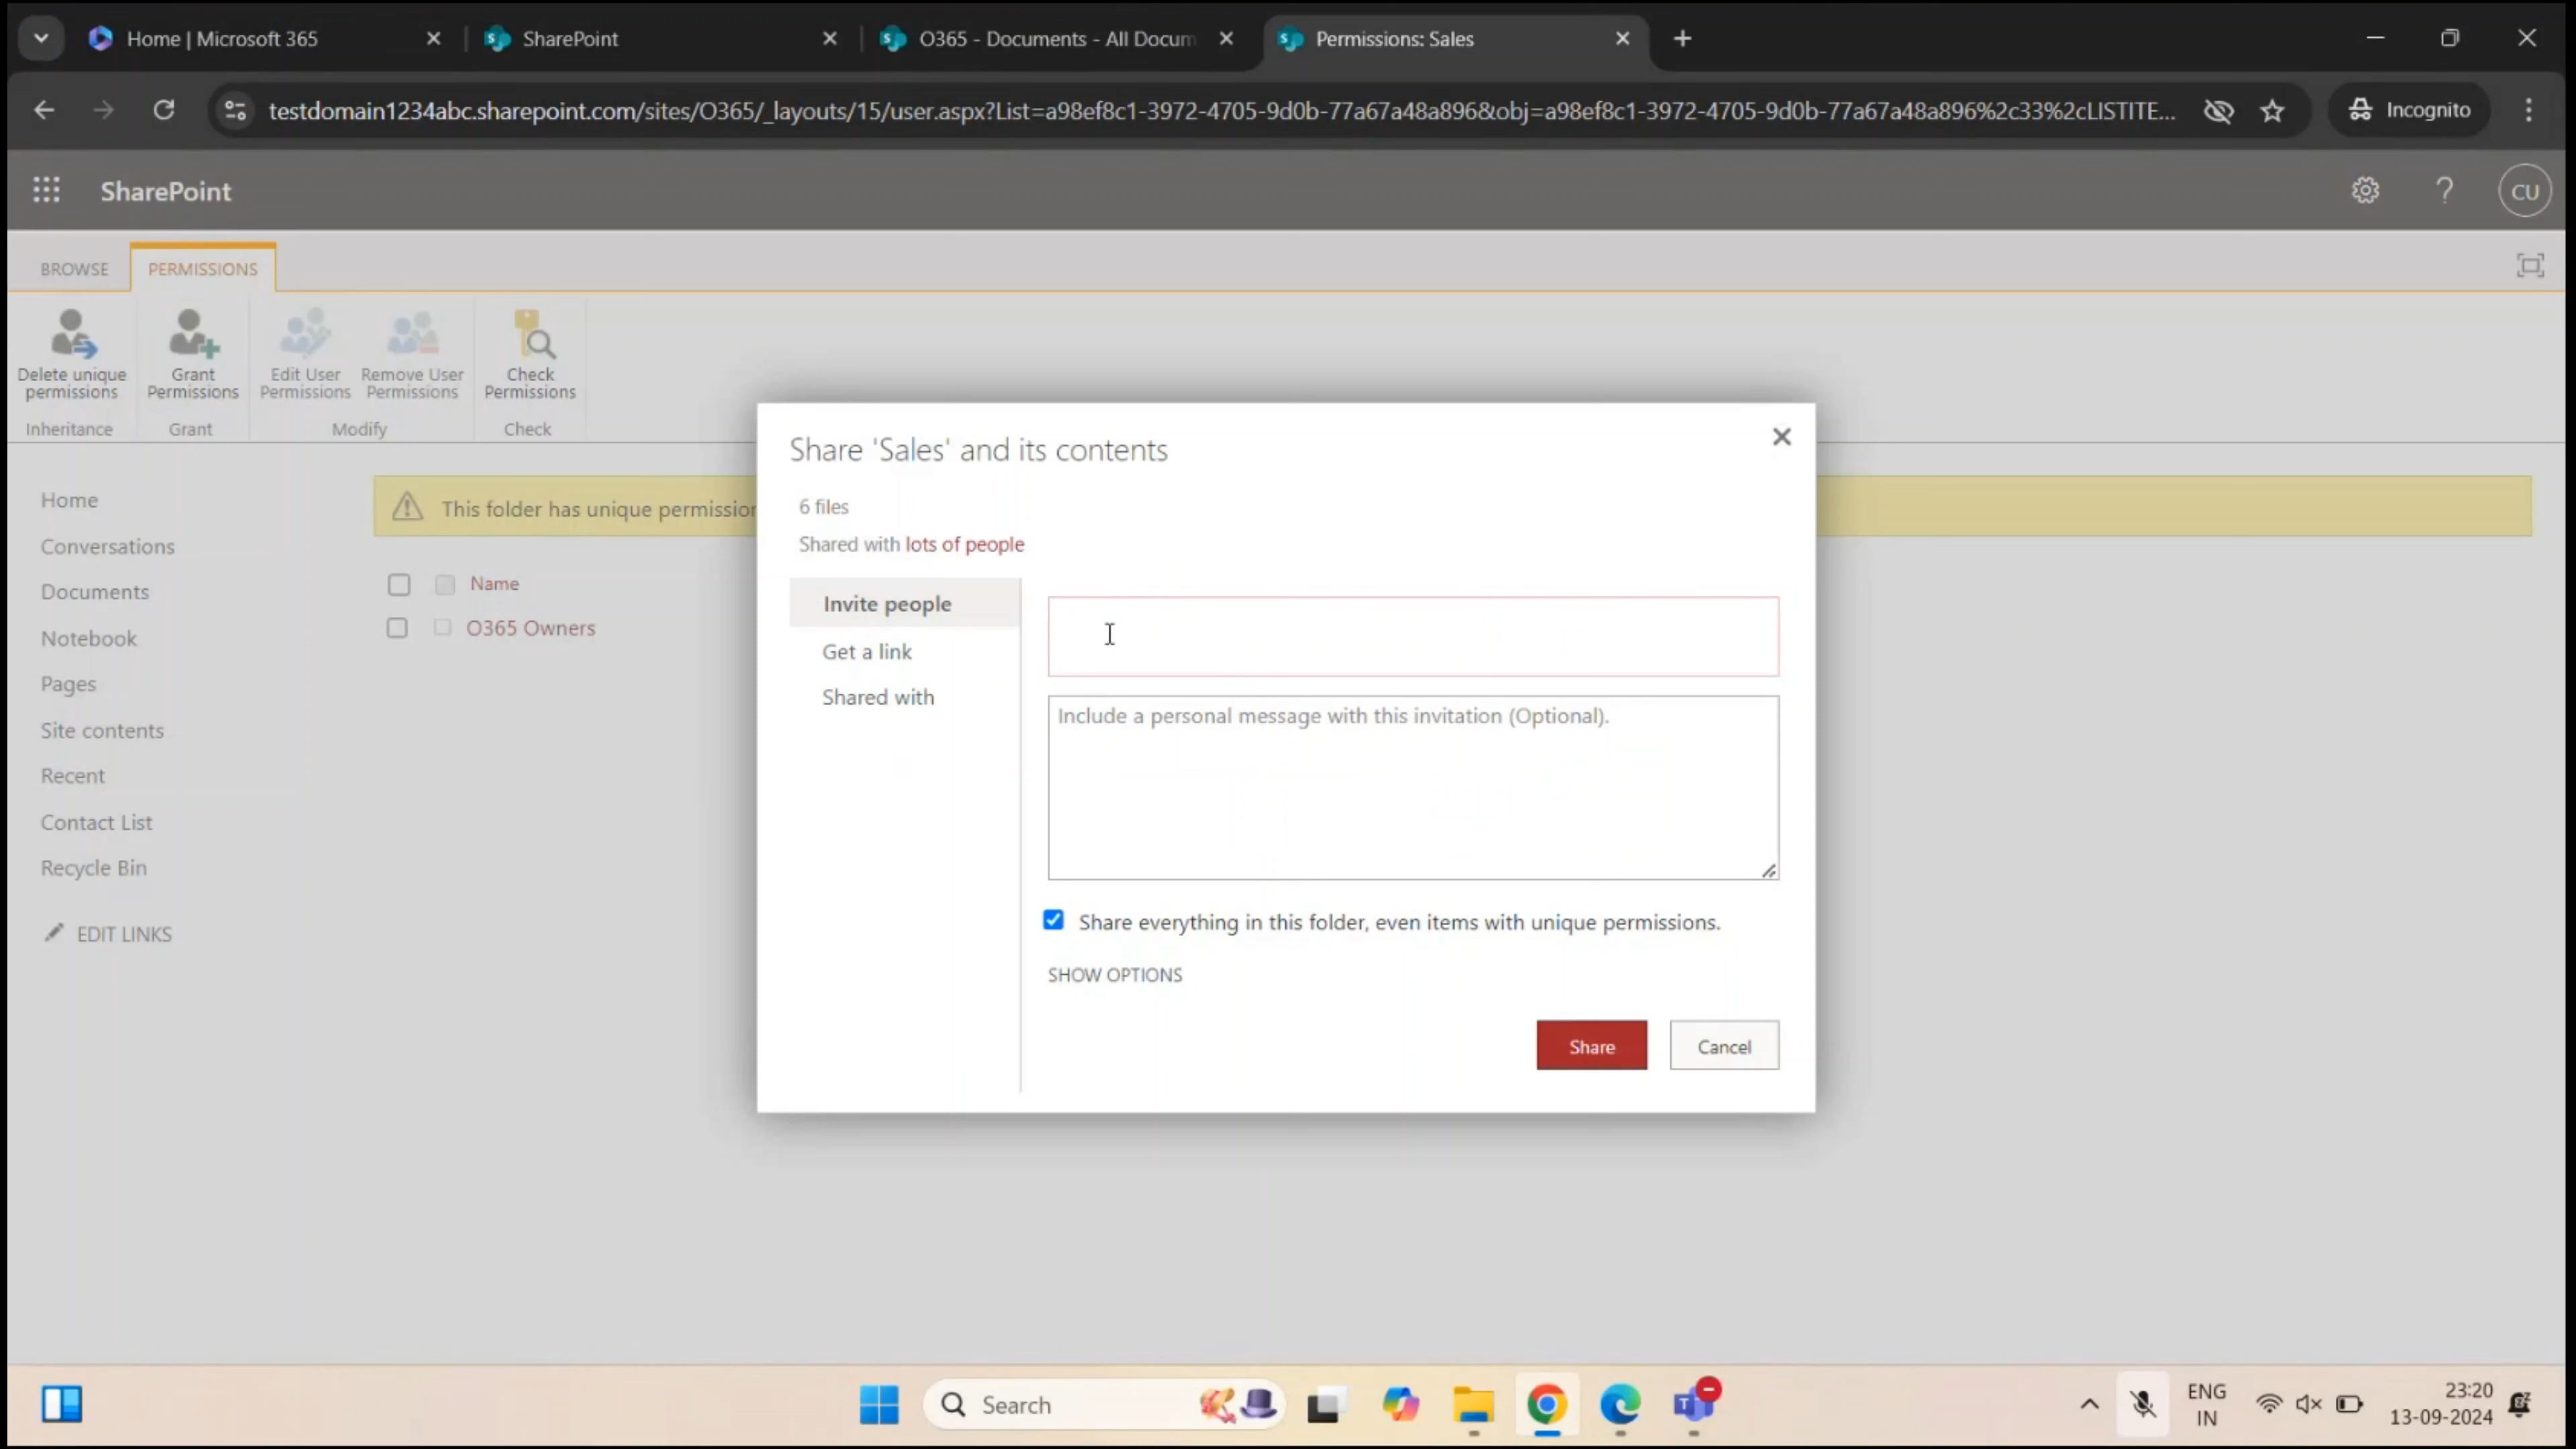 Home | Microsoft 365
SharePoint
O365 - Documents - All Docum
Permissions: Sales
testdomain1234abc.sharepoint.com/sites/O365/_layouts/15/user.aspx?List=a98ef8c1-3972-4705-9d0b-77a67a48a896&obj=a98ef8c1-3972-4705-9d0b-77a67a48a896%2c33%2cLISTITE...
Incognito
SharePoint
CU
BROWSE
PERMISSIONS
Delete unique
permissions
Grant
Permissions
Edit User
Permissions
Remove User
Permissions
Check
Permissions
Inheritance
Grant
Modify
Check
Home
Conversations
Documents
Notebook
Pages
Site contents
Recent
Contact List
Recycle Bin
EDIT LINKS
This folder has unique permission
Name
O365 Owners
Share 'Sales' and its contents
6 files
Shared with lots of people
Invite people
Get a link
Shared with
Include a personal message with this invitation (Optional).
Share everything in this folder, even items with unique permissions.
SHOW OPTIONS
Share
Cancel
Search
ENG
IN
23:20
13-09-2024